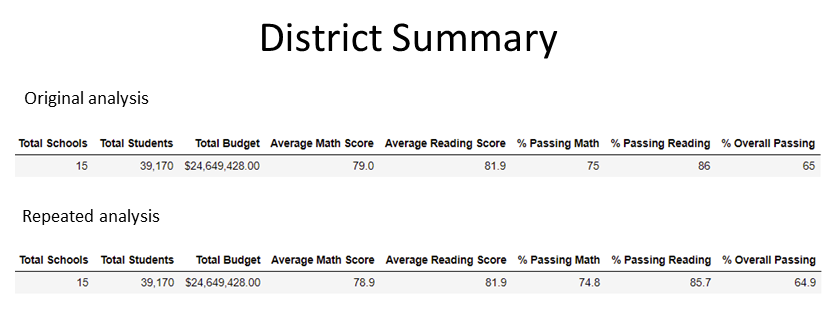 District Summary
Original analysis
Total Schools Total Students Total Budget Average Math Score Average Reading Score % Passing Math % Passing Reading % Overall Passing
15 39,170 $24,649,428.00 79.0 81.9 75 86 65
Repeated analysis
Total Schools Total Students Total Budget Average Math Score Average Reading Score % Passing Math % Passing Reading % Overall Passing
15 39,170 $24,649,428.00 78.9 81.9 74.8 85.7 64.9